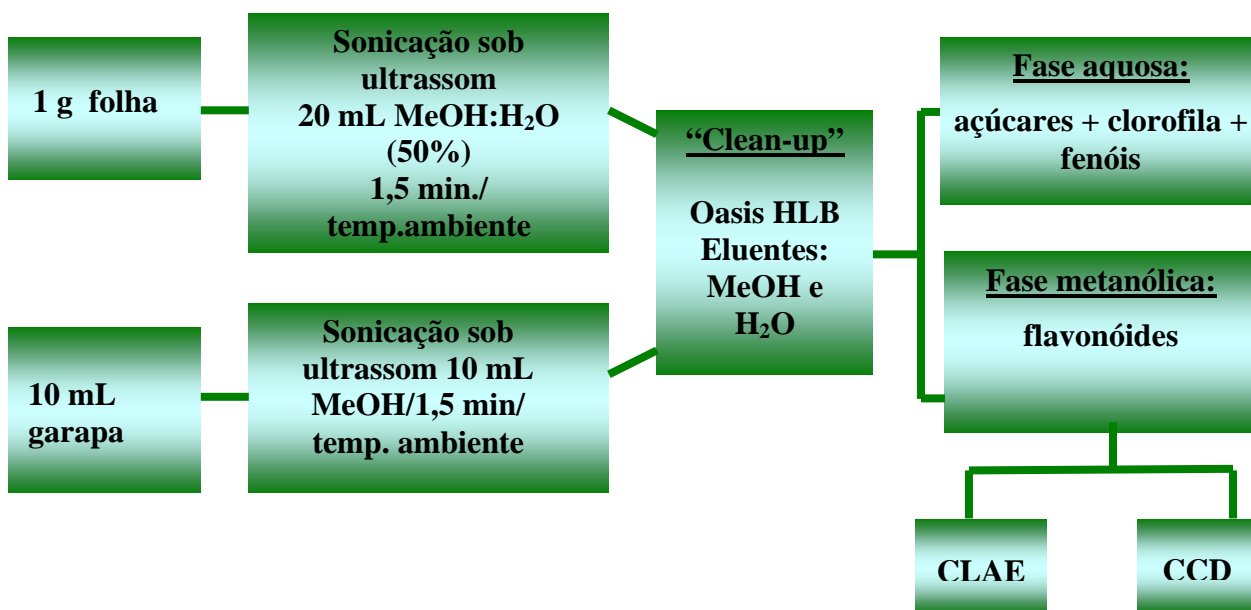 1 g folha
Sonicação sob
ultrassom
20 mL MeOH:H₂O
(50%)
1,5 min./
temp.ambiente
10 mL
garapa
Sonicação sob
ultrassom 10 mL
MeOH/1,5 min/
temp. ambiente
“Clean-up”
Oasis HLB
Eluentes:
MeOH e
H₂O
Fase aquosa:
açúcares + clorofila +
fenóis
Fase metanólica:
flavonóides
CLAE
CCD